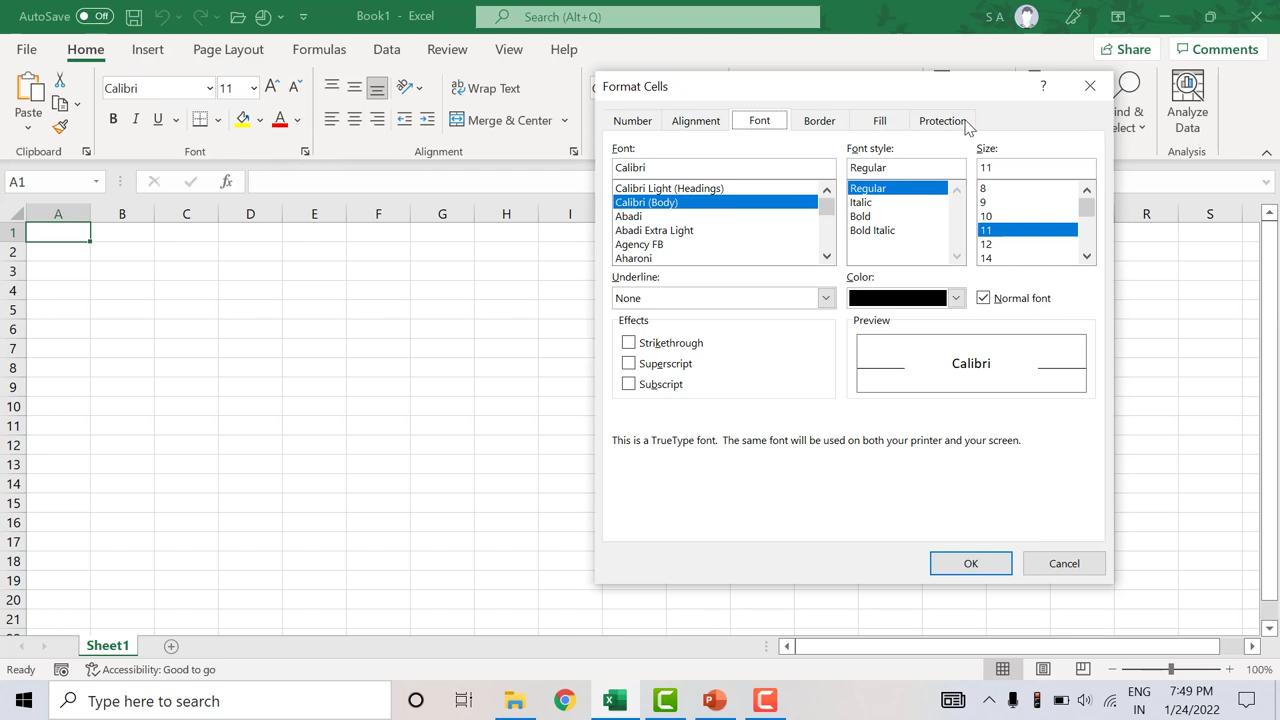 AutoSave Off Book1 - Excel Search (Alt+Q) S A
File Home Insert Page Layout Formulas Data Review View Help Share Comments
Paste Calibri 11 Wrap Text Merge & Center Analyze Data
Clipboard Font Alignment Analysis
A1 fx
A B C D E F G H I R S
1
2
3
4
5
6
7
8
9
10
11
12
13
14
15
16
17
18
19
20
21
Format Cells ?
Number Alignment Font Border Fill Protection
Font: Font style: Size:
Calibri Regular 11
Calibri Light (Headings) Regular 8
Calibri (Body) Italic 9
Abadi Bold 10
Abadi Extra Light Bold Italic 11
Agency FB 12
Aharoni 14
Underline: Color:
None Normal font
Effects Preview
Strikethrough
Superscript Calibri
Subscript
This is a TrueType font. The same font will be used on both your printer and your screen.
OK Cancel
Sheet1
Ready Accessibility: Good to go 100%
Type here to search ENG IN 7:49 PM 1/24/2022